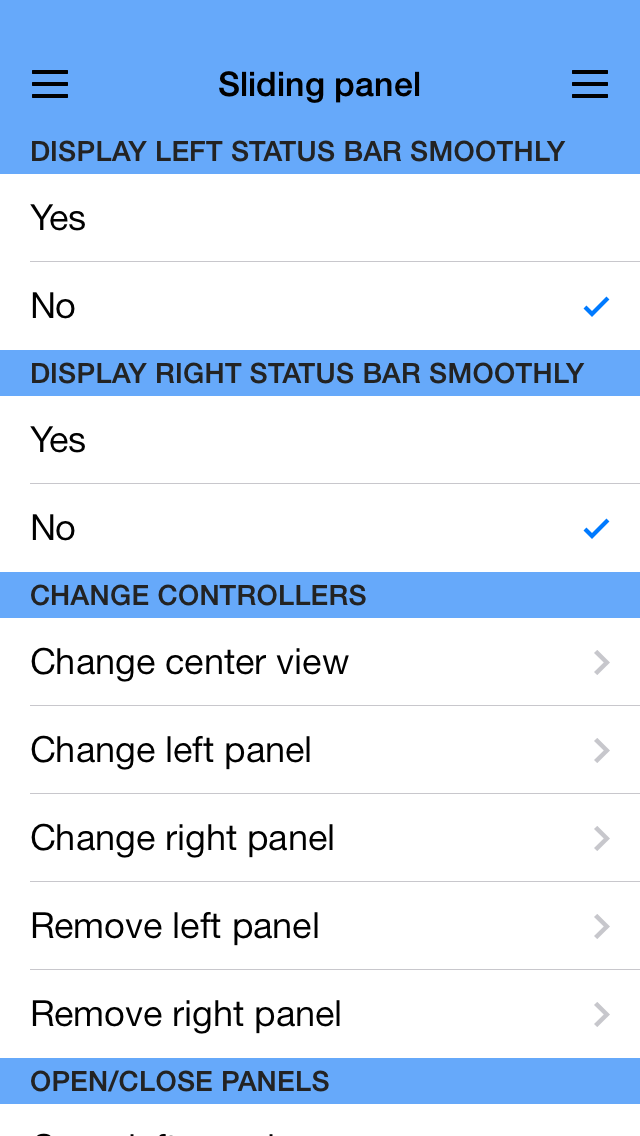 Sliding panel
DISPLAY LEFT STATUS BAR SMOOTHLY
Yes
No
DISPLAY RIGHT STATUS BAR SMOOTHLY
Yes
No
CHANGE CONTROLLERS
Change center view
Change left panel
Change right panel
Remove left panel
Remove right panel
OPEN/CLOSE PANELS